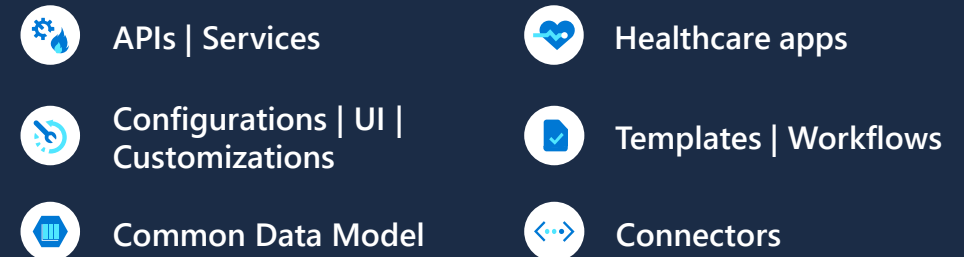 APIs | Services
Healthcare apps
Configurations | UI |
Customizations
Templates | Workflows
Common Data Model
Connectors